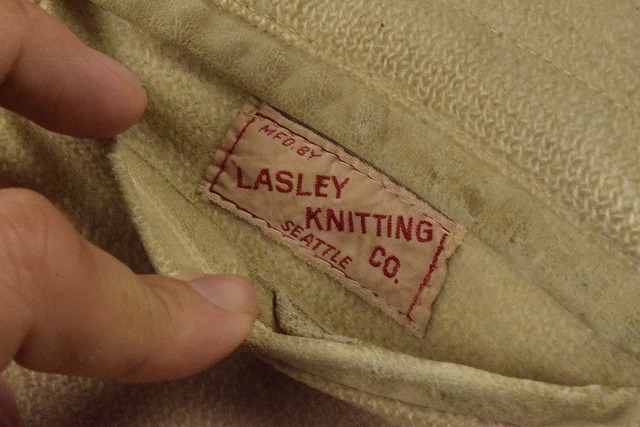 MFD. BY
LASLEY
KNITTING
SEATTLE CO.